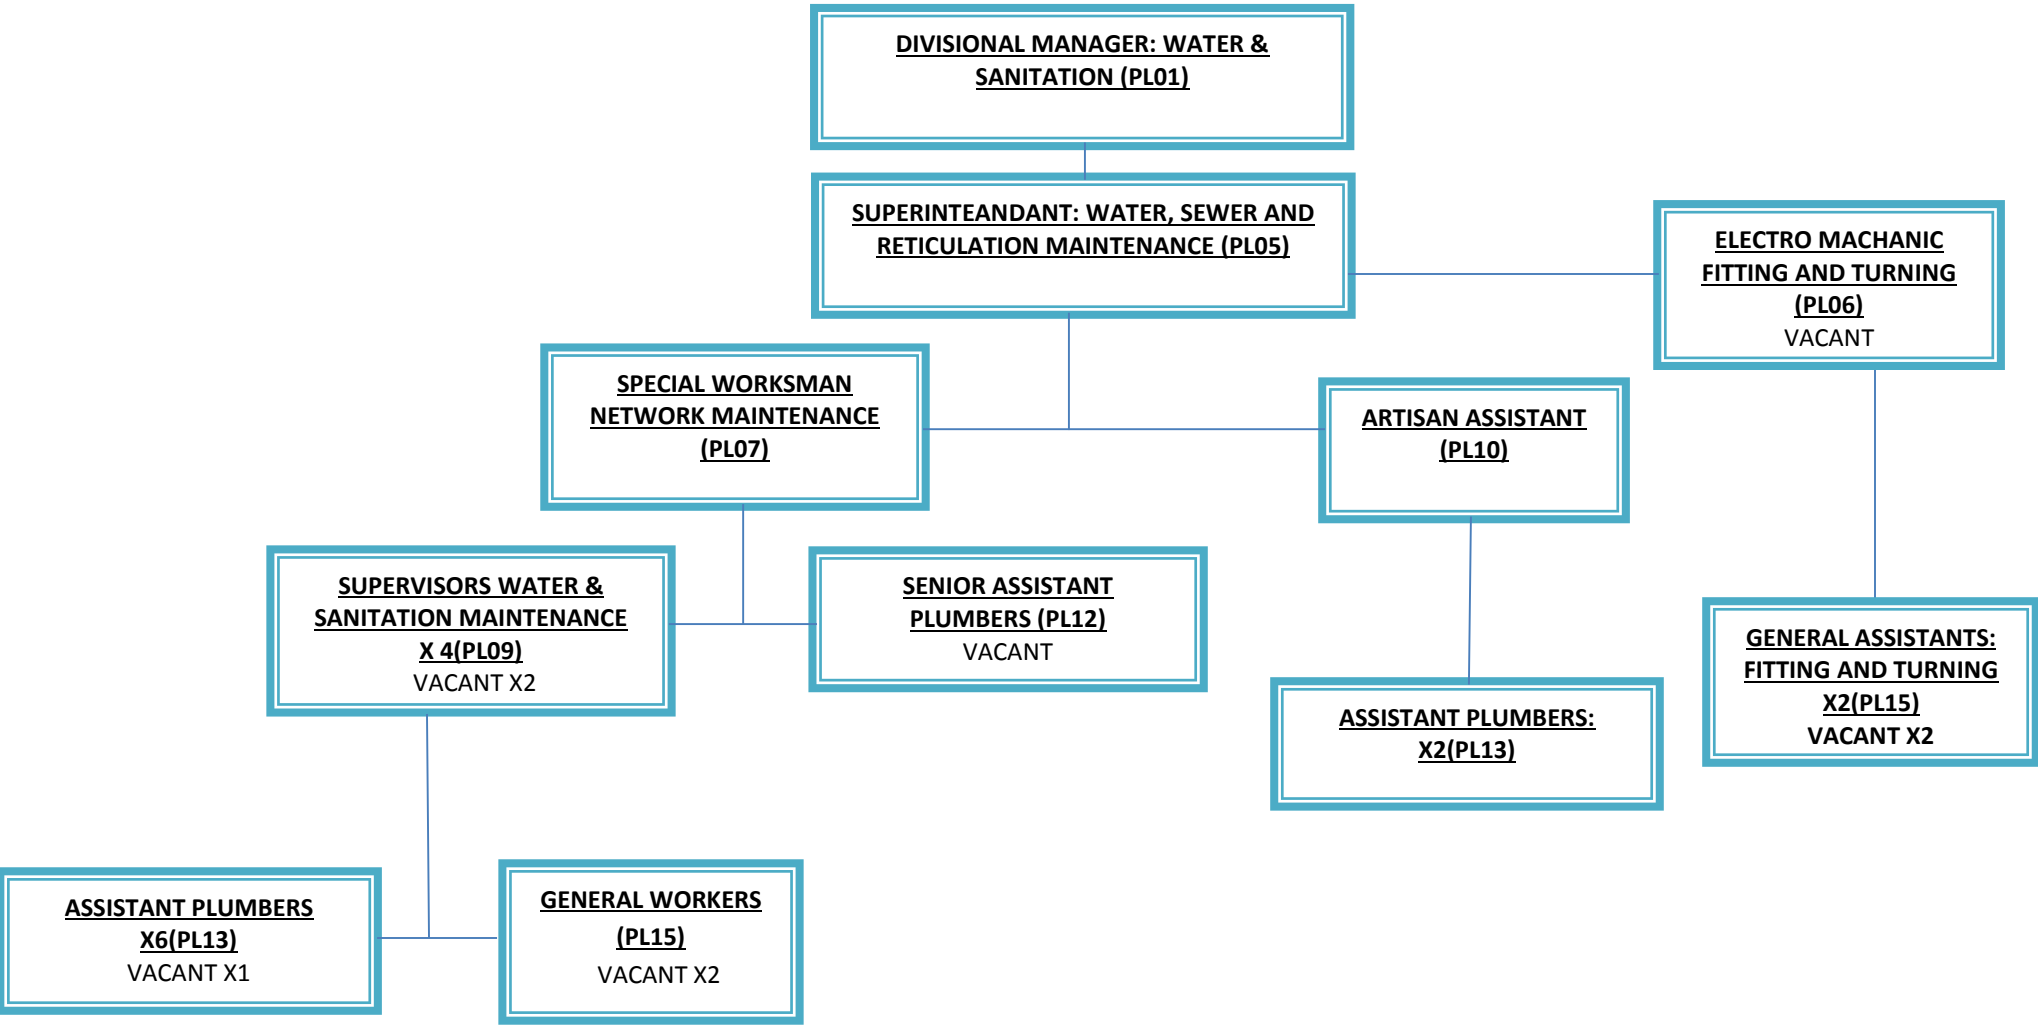 DIVISIONAL MANAGER: WATER &
SANITATION (PL01)
SUPERINTEANDANT: WATER, SEWER AND
RETICULATION MAINTENANCE (PL05)
ELECTRO MACHANIC
FITTING AND TURNING
(PL06)
VACANT
SPECIAL WORKSMAN
NETWORK MAINTENANCE
(PL07)
ARTISAN ASSISTANT
(PL10)
SUPERVISORS WATER &
SANITATION MAINTENANCE
X 4(PL09)
VACANT X2
SENIOR ASSISTANT
PLUMBERS (PL12)
VACANT
ASSISTANT PLUMBERS:
X2(PL13)
GENERAL ASSISTANTS:
FITTING AND TURNING
X2(PL15)
VACANT X2
ASSISTANT PLUMBERS
X6(PL13)
VACANT X1
GENERAL WORKERS
(PL15)
VACANT X2